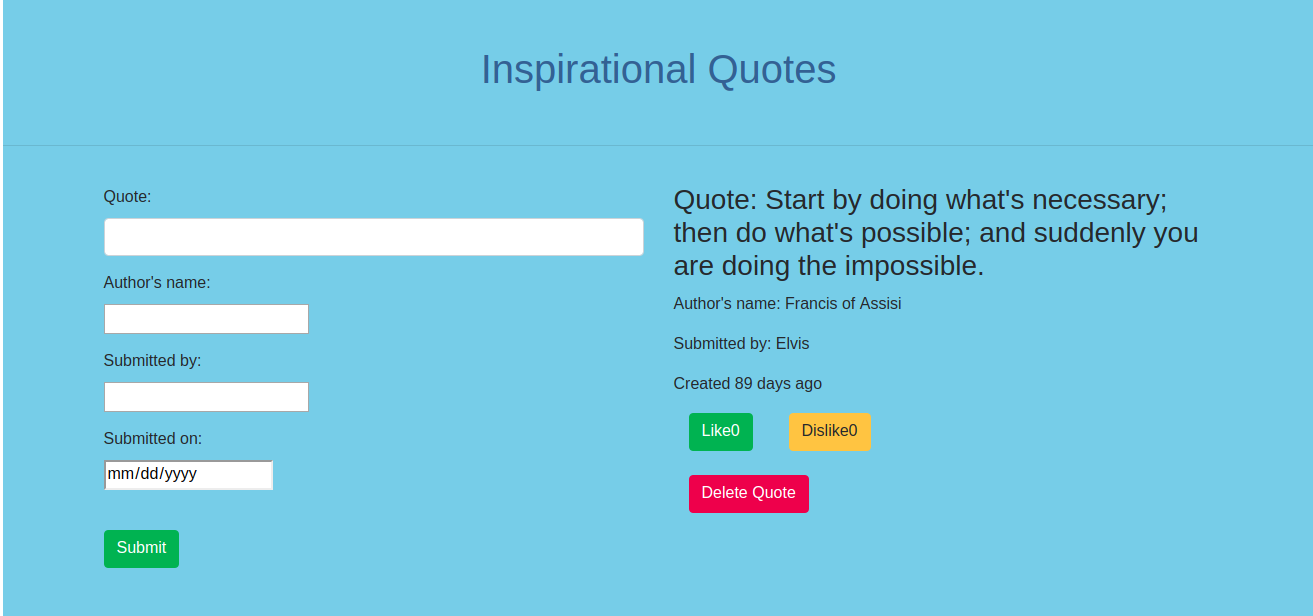 Inspirational Quotes
Quote:
Author's name:
Submitted by:
Submitted on:
mm/dd/yyyy
Submit
Quote: Start by doing what's necessary;
then do what's possible; and suddenly you
are doing the impossible.
Author's name: Francis of Assisi
Submitted by: Elvis
Created 89 days ago
Like0 Dislike0
Delete Quote